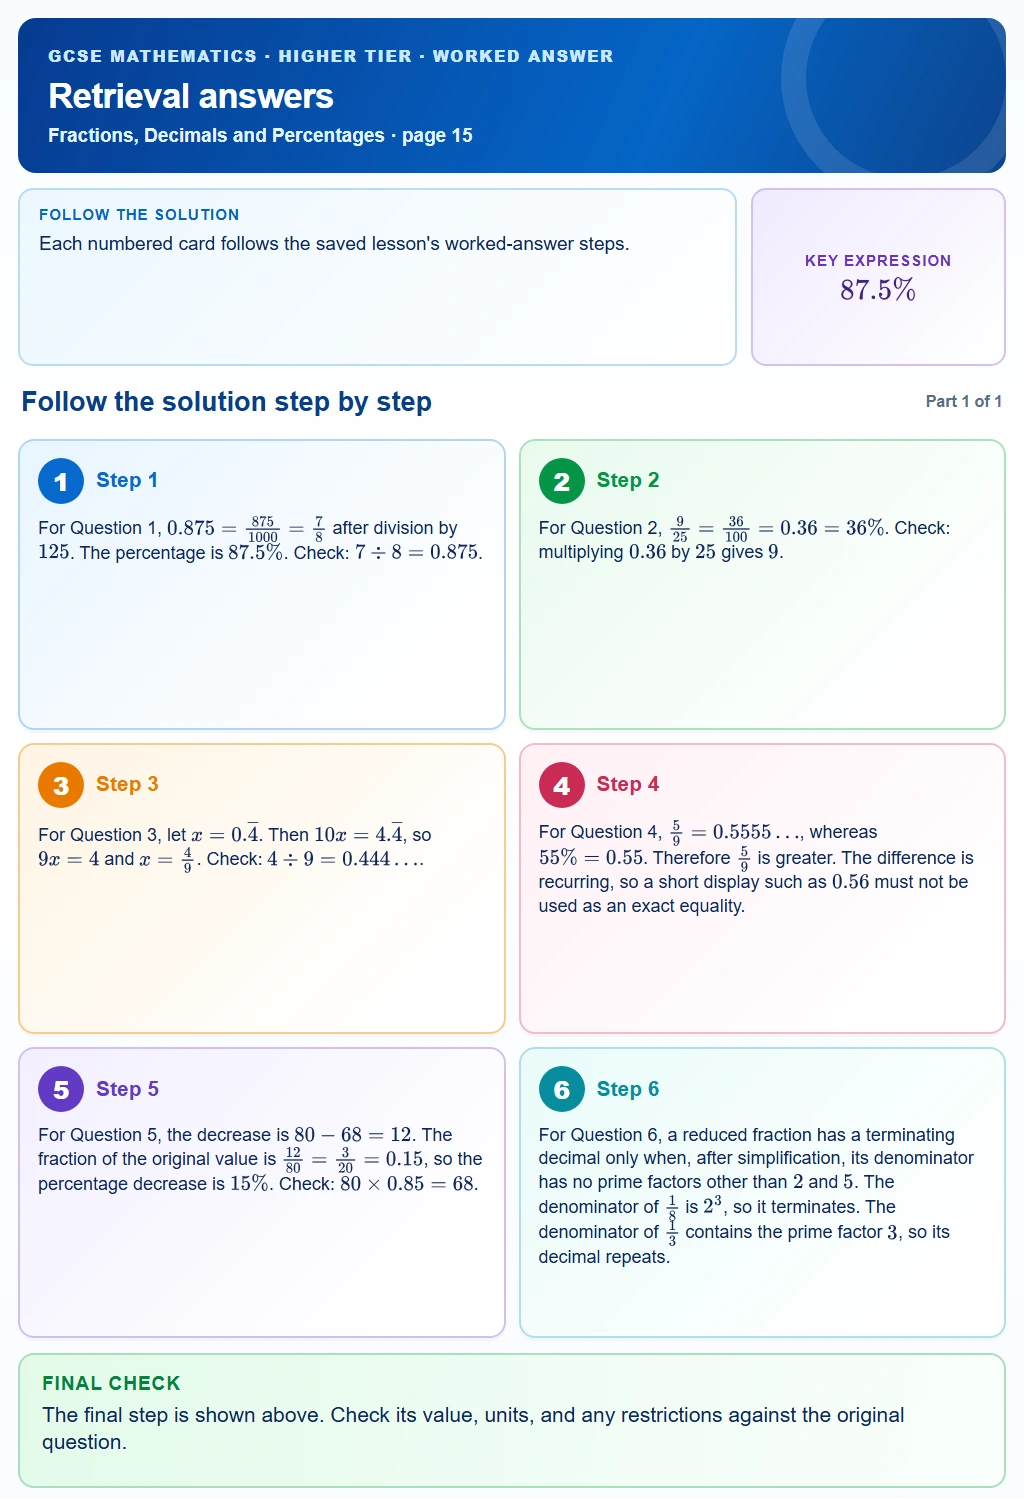 GCSE MATHEMATICS · HIGHER TIER · WORKED ANSWER
Retrieval answers
Fractions, Decimals and Percentages · page 15
FOLLOW THE SOLUTION
Each numbered card follows the saved lesson's worked-answer steps.
KEY EXPRESSION
87.5%
Follow the solution step by step
Part 1 of 1
1 Step 1
For Question 1, 0.875 = 875/1000 = 7/8 after division by
125. The percentage is 87.5%. Check: 7 ÷ 8 = 0.875.
2 Step 2
For Question 2, 9/25 = 36/100 = 0.36 = 36%. Check:
multiplying 0.36 by 25 gives 9.
3 Step 3
For Question 3, let x = 0.4̅. Then 10x = 4.4̅, so
9x = 4 and x = 4/9. Check: 4 ÷ 9 = 0.444....
4 Step 4
For Question 4, 5/9 = 0.5555..., whereas
55% = 0.55. Therefore 5/9 is greater. The difference is
recurring, so a short display such as 0.56 must not be
used as an exact equality.
5 Step 5
For Question 5, the decrease is 80 − 68 = 12. The
fraction of the original value is 12/80 = 3/20 = 0.15, so the
percentage decrease is 15%. Check: 80 × 0.85 = 68.
6 Step 6
For Question 6, a reduced fraction has a terminating
decimal only when, after simplification, its denominator
has no prime factors other than 2 and 5. The
denominator of 1/8 is 2³, so it terminates. The
denominator of 1/3 contains the prime factor 3, so its
decimal repeats.
FINAL CHECK
The final step is shown above. Check its value, units, and any restrictions against the original
question.